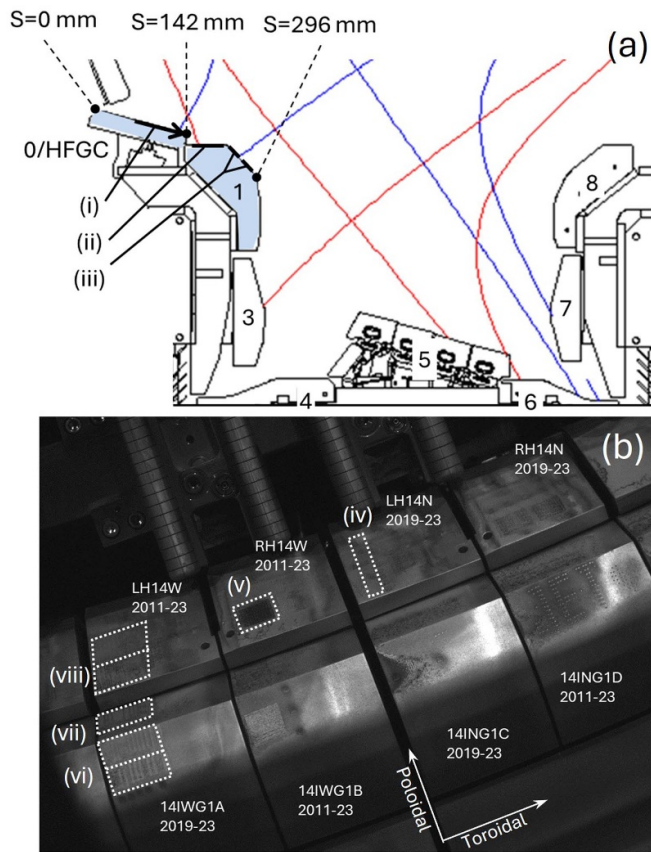 S=0 mm
S=142 mm
S=296 mm
(a)
0/HFGC
(i)
(ii)
(iii)
1
3
4
5
6
7
8
(b)
RH14N
2019-23
LH14N
2019-23
(iv)
RH14W
2011-23
(v)
LH14W
2011-23
(viii)
(vii)
(vi)
14ING1D
2011-23
14ING1C
2019-23
14IWG1B
2011-23
14IWG1A
2019-23
Poloidal
Toroidal